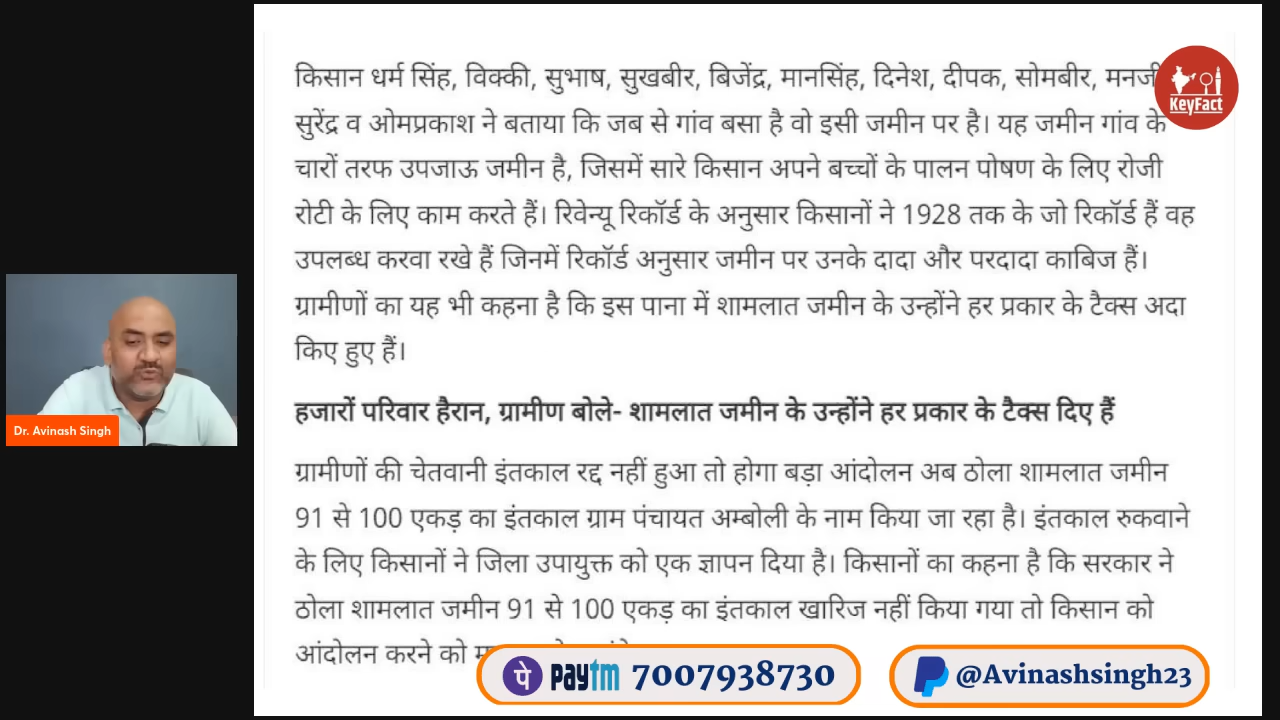 किसान धर्म सिंह, विक्की, सुभाष, सुखबीर, बिजेंद्र, मानसिंह, दिनेश, दीपक, सोमबीर,
सुरेंद्र व ओमप्रकाश ने बताया कि जब से गांव बसा है वो इसी जमीन पर है। यह जमीन गांव के
चारों तरफ उपजाऊ जमीन है, जिसमें सारे किसान अपने बच्चों के पालन पोषण के लिए रोजी
रोटी के लिए काम करते हैं। रिवेन्यू रिकॉर्ड के अनुसार किसानों ने 1928 तक के जो रिकॉर्ड हैं वह
उपलब्ध करवा रखे हैं जिनमें रिकॉर्ड अनुसार जमीन पर उनके दादा और परदादा काबिज हैं।
ग्रामीणों का यह भी कहना है कि इस पाना में शामलात जमीन के उन्होंने हर प्रकार के टैक्स अदा
किए हुए हैं।
हजारों परिवार हैरान, ग्रामीण बोले- शामलात जमीन के उन्होंने हर प्रकार के टैक्स दिए हैं
ग्रामीणों की चेतवानी इंतकाल रद्द नहीं हुआ तो होगा बड़ा आंदोलन अब ठोला शामलात जमीन
91 से 100 एकड़ का इंतकाल ग्राम पंचायत अम्बोली के नाम किया जा रहा है। इंतकाल रुकवाने
के लिए किसानों ने जिला उपायुक्त को एक ज्ञापन दिया है। किसानों का कहना है कि सरकार ने
ठोला शामलात जमीन 91 से 100 एकड़ का इंतकाल खारिज नहीं किया गया तो किसान को
आंदोलन करने को
KeyFact
Dr. Avinash Singh
पे paytm 7007938730
@Avinashsingh23